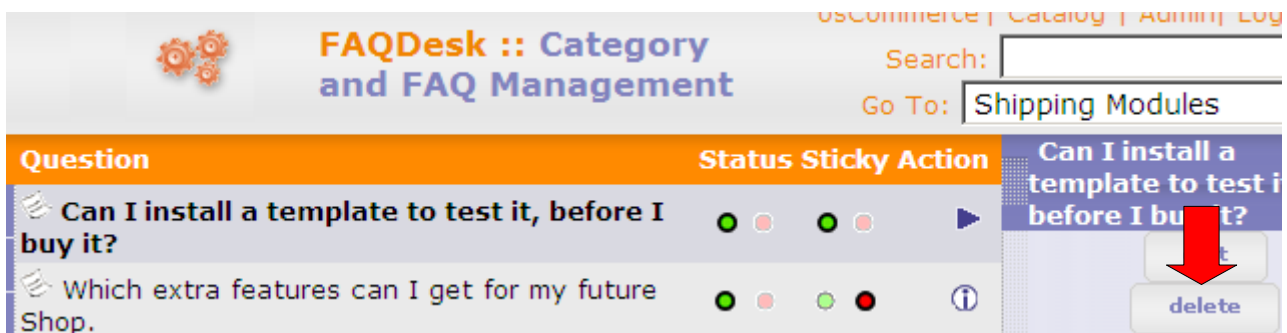 osCommerce | Catalog | Admin| Log
FAQDesk :: Category
and FAQ Management
Search:
Go To: Shipping Modules
Question Status Sticky Action
Can I install a template to test it, before I
buy it?
Which extra features can I get for my future
Shop.
Can I install a
template to test it
before I buy it?
delete